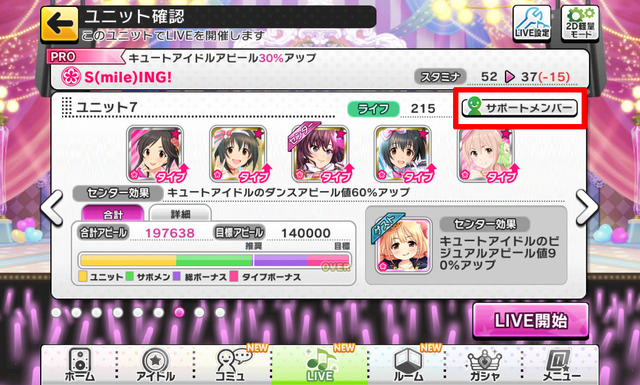 ユニット確認
このユニットでLIVEを開催します
LIVE設定
2D軽量モード
PRO
キュートアイドルアピール30%アップ
S(mile)ING!
スタミナ 52 ▶ 37(-15)
ユニット7
ライフ 215
サポートメンバー
タイプ
タイプ
センター
タイプ
タイプ
タイプ
センター効果 キュートアイドルのダンスアピール値60%アップ
合計 詳細
合計アピール 197638 目標アピール 140000
推奨 目標
OVER
ユニット サポメン 総ボーナス タイプボーナス
ゲスト
センター効果
キュートアイドルのビジュアルアピール値90%アップ
LIVE開始
ホーム
アイドル
NEW
コミュ
NEW
LIVE
NEW
ルーム
ガシャ
メニュー